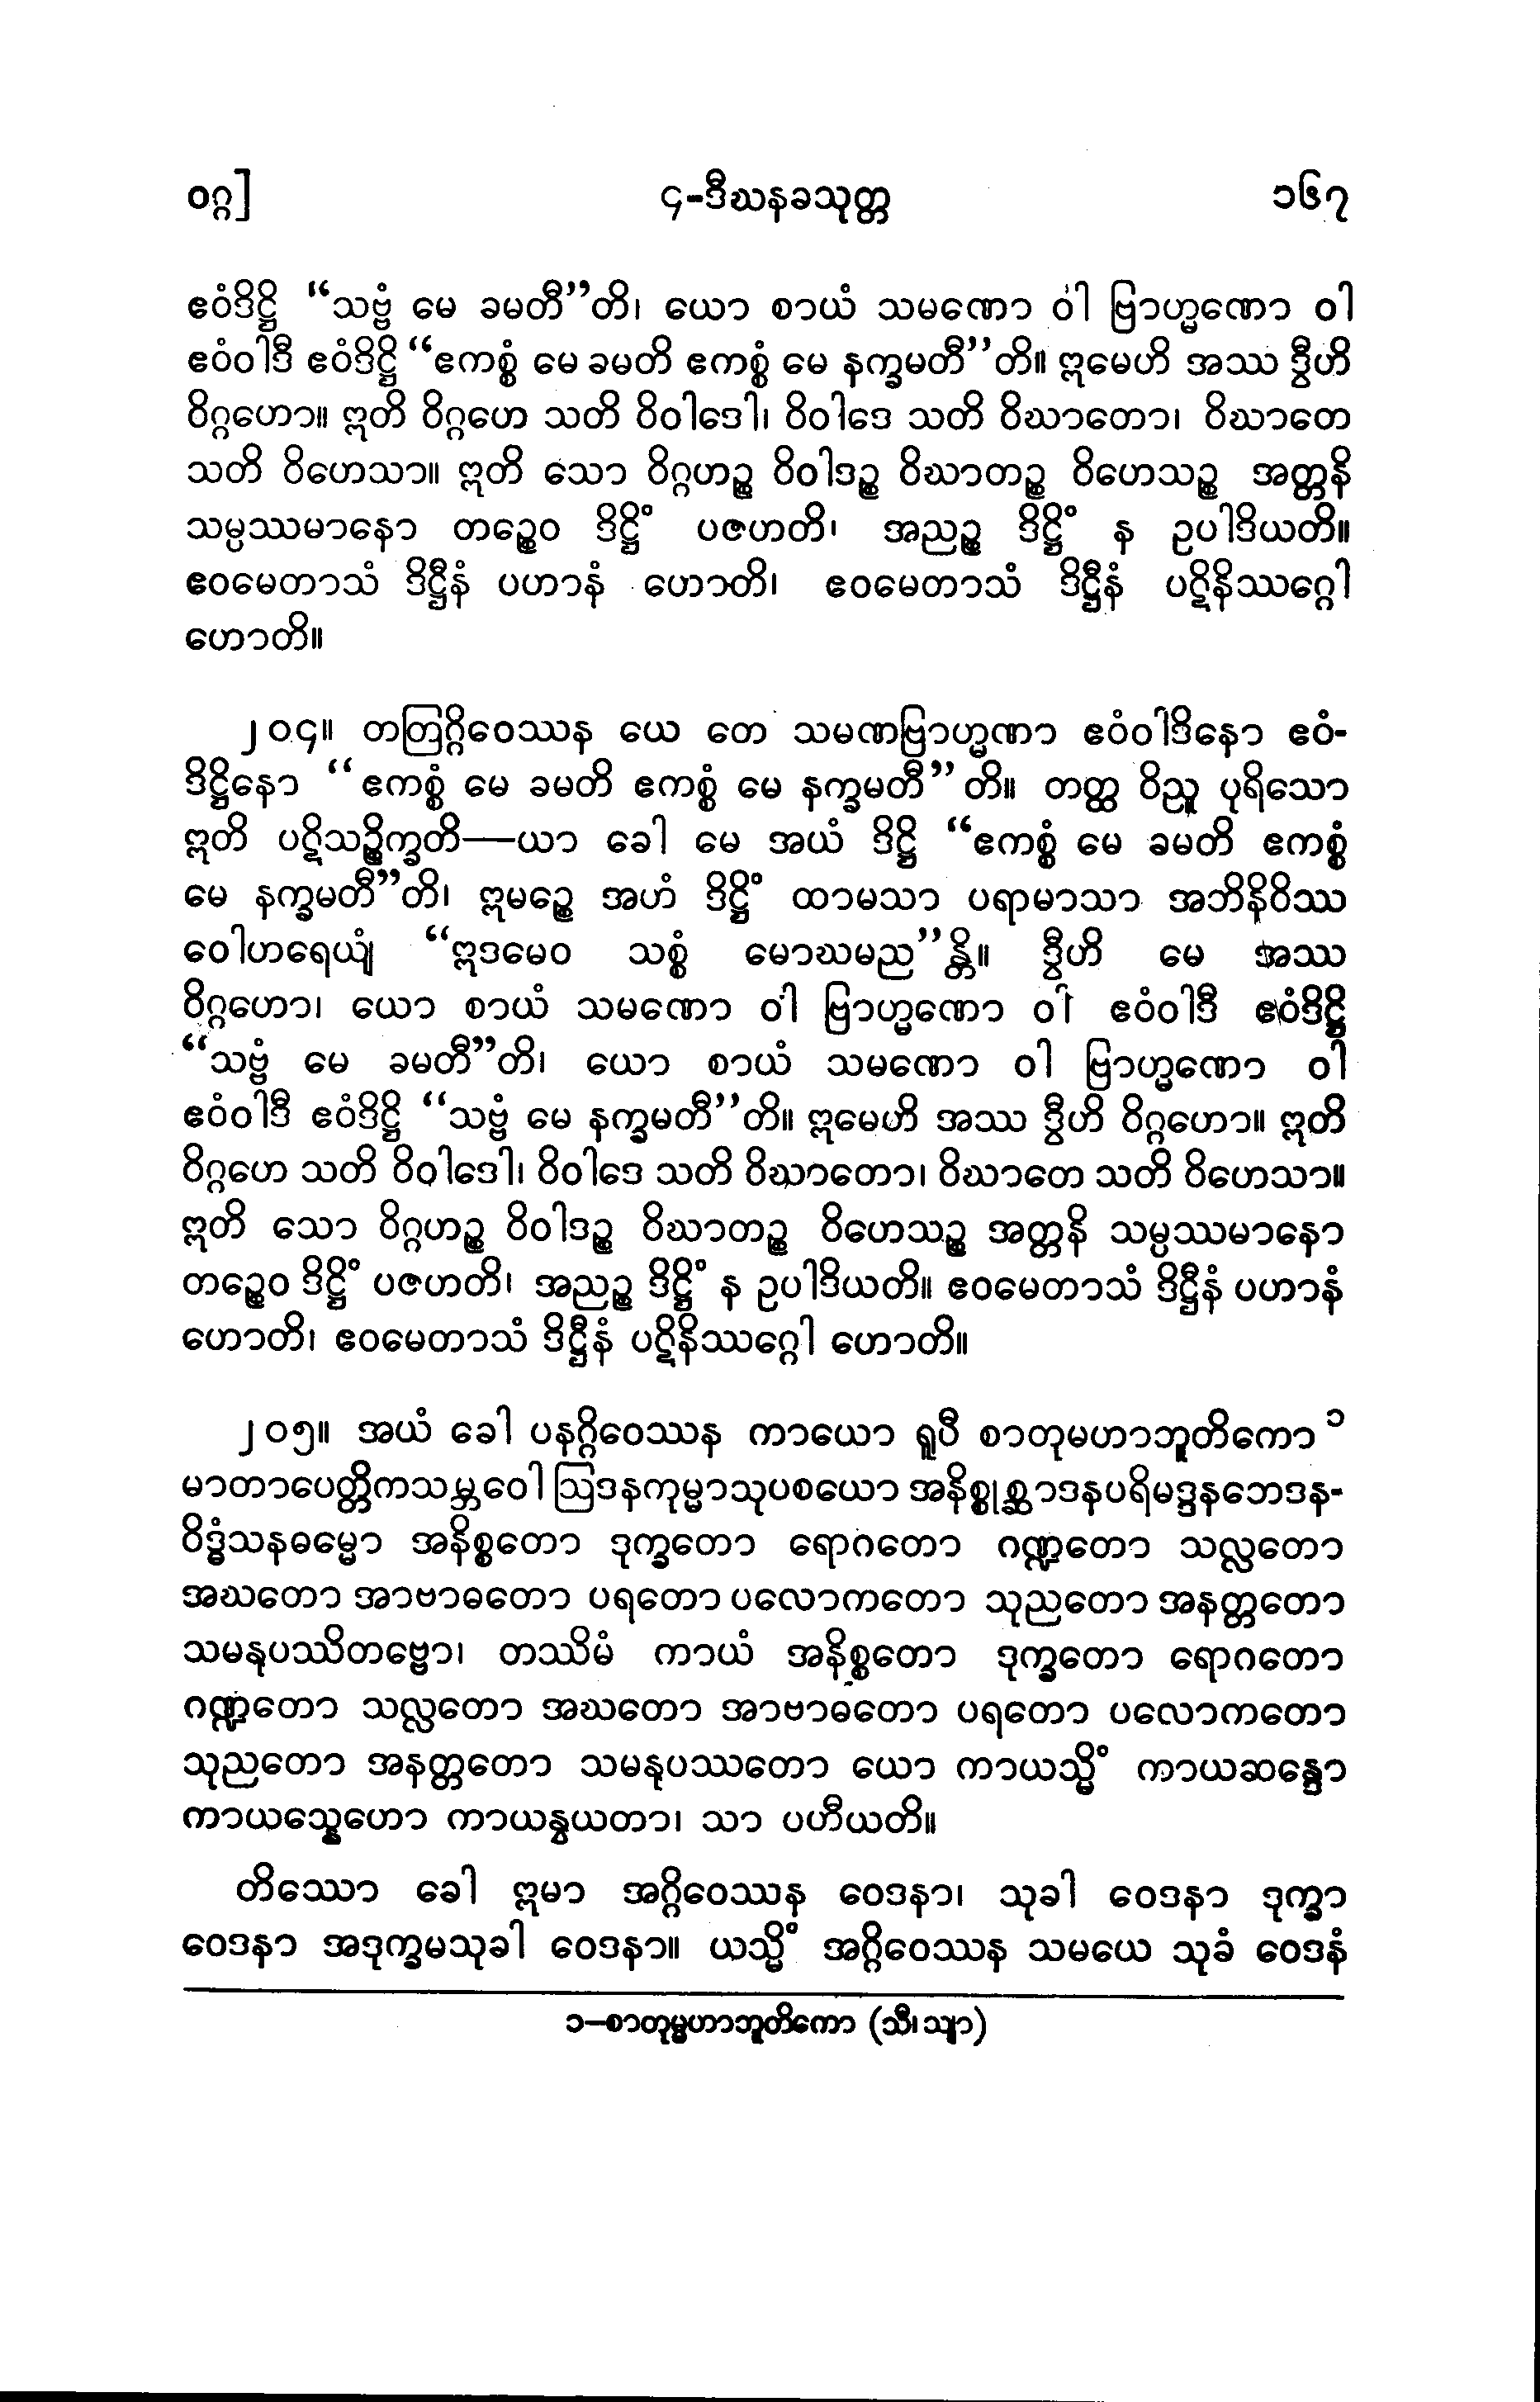 ဝဂ္ဂ]
၄-ဒီဃနခသုတ္တ
၁၆၇
ဧဝံဒိဋ္ဌိ “သဗ္ဗံ မေ ခမတီ”တိ၊ ယော စာယံ သမဏော ဝါ ဗြာဟ္မဏော ဝါ
ဧဝံဝါဒီ ဧဝံဒိဋ္ဌိ “ဧကစ္စံ မေ ခမတိ ဧကစ္စံ မေ နက္ခမတီ”တိ။ ဣမေဟိ အဿ ဒွီဟိ
ဝိဂ္ဂဟော။ ဣတိ ဝိဂ္ဂဟေ သတိ ဝိဝါဒေါ၊ ဝိဝါဒေ သတိ ဝိဃာတော၊ ဝိဃာတေ
သတိ ဝိဟေသာ။ ဣတိ သော ဝိဂ္ဂဟဉ္စ ဝိဝါဒဉ္စ ဝိဃာတဉ္စ ဝိဟေသဉ္စ အတ္တနိ
သမ္ပဿမာနော တဉ္စေဝ ဒိဋ္ဌိံ ပဇဟတိ၊ အညဉ္စ ဒိဋ္ဌိံ န ဥပါဒိယတိ။
ဧဝမေတာသံ ဒိဋ္ဌီနံ ပဟာနံ ဟောတိ၊ ဧဝမေတာသံ ဒိဋ္ဌီနံ ပဋိနိဿဂ္ဂေါ
ဟောတိ။
၂၀၄။ တတြဂ္ဂိဝေဿန ယေ တေ သမဏဗြာဟ္မဏာ ဧဝံဝါဒိနော ဧဝံ-
ဒိဋ္ဌိနော “ဧကစ္စံ မေ ခမတိ ဧကစ္စံ မေ နက္ခမတီ”တိ။ တတ္ထ ဝိညူ ပုရိသော
ဣတိ ပဋိသဉ္စိက္ခတိ—ယာ ခေါ မေ အယံ ဒိဋ္ဌိ “ဧကစ္စံ မေ ခမတိ ဧကစ္စံ
မေ နက္ခမတီ”တိ၊ ဣမဉ္စေ အဟံ ဒိဋ္ဌိံ ထာမသာ ပရာမာသာ အဘိနိဝိဿ
ဝေါဟရေယျံ “ဣဒမေဝ သစ္စံ မောဃမည”န္တိ။ ဒွီဟိ မေ အဿ
ဝိဂ္ဂဟော၊ ယော စာယံ သမဏော ဝါ ဗြာဟ္မဏော ဝါ ဧဝံဝါဒီ ဧဝံဒိဋ္ဌိ
“သဗ္ဗံ မေ ခမတီ”တိ၊ ယော စာယံ သမဏော ဝါ ဗြာဟ္မဏော ဝါ
ဧဝံဝါဒီ ဧဝံဒိဋ္ဌိ “သဗ္ဗံ မေ နက္ခမတီ”တိ။ ဣမေဟိ အဿ ဒွီဟိ ဝိဂ္ဂဟော။ ဣတိ
ဝိဂ္ဂဟေ သတိ ဝိဝါဒေါ၊ ဝိဝါဒေ သတိ ဝိဃာတော၊ ဝိဃာတေ သတိ ဝိဟေသာ။
ဣတိ သော ဝိဂ္ဂဟဉ္စ ဝိဝါဒဉ္စ ဝိဃာတဉ္စ ဝိဟေသဉ္စ အတ္တနိ သမ္ပဿမာနော
တဉ္စေဝ ဒိဋ္ဌိံ ပဇဟတိ၊ အညဉ္စ ဒိဋ္ဌိံ န ဥပါဒိယတိ။ ဧဝမေတာသံ ဒိဋ္ဌီနံ ပဟာနံ
ဟောတိ၊ ဧဝမေတာသံ ဒိဋ္ဌီနံ ပဋိနိဿဂ္ဂေါ ဟောတိ။
၂၀၅။ အယံ ခေါ ပနဂ္ဂိဝေဿန ကာယော ရူပီ စာတုမဟာဘူတိကော ၁
မာတာပေတ္တိကသမ္ဘဝေါ ဩဒနကုမ္မာသုပစယော အနိစ္စုစ္ဆာဒနပရိမဒ္ဒနဘေဒန-
ဝိဒ္ဓံသနဓမ္မော အနိစ္စတော ဒုက္ခတော ရောဂတော ဂဏ္ဍတော သလ္လတော
အဃတော အာဗာဓတော ပရတော ပလောကတော သုညတော အနတ္တတော
သမနုပဿိတဗ္ဗော၊ တဿိမံ ကာယံ အနိစ္စတော ဒုက္ခတော ရောဂတော
ဂဏ္ဍတော သလ္လတော အဃတော အာဗာဓတော ပရတော ပလောကတော
သုညတော အနတ္တတော သမနုပဿတော ယော ကာယသ္မိံ ကာယဆန္ဒော
ကာယသ္နေဟော ကာယန္ဝယတာ၊ သာ ပဟီယတိ။
တိဿော ခေါ ဣမာ အဂ္ဂိဝေဿန ဝေဒနာ၊ သုခါ ဝေဒနာ ဒုက္ခာ
ဝေဒနာ အဒုက္ခမသုခါ ဝေဒနာ။ ယသ္မိံ အဂ္ဂိဝေဿန သမယေ သုခံ ဝေဒနံ
၁–စာတုမ္မဟာဘူတိကော (သီ၊ သျာ)